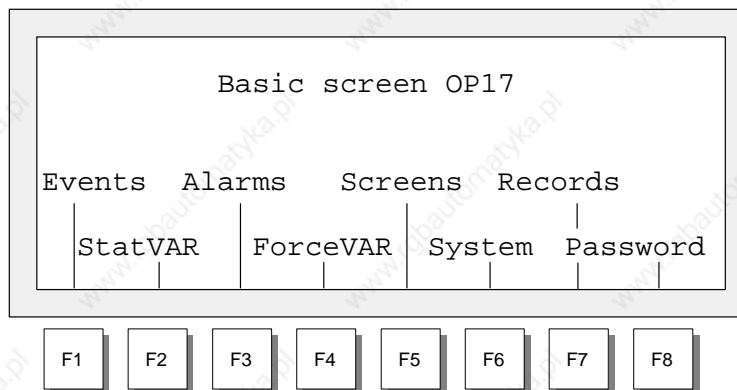 Basic screen OP17
Events Alarms Screens Records
StatVAR ForceVAR System Password
F1 F2 F3 F4 F5 F6 F7 F8